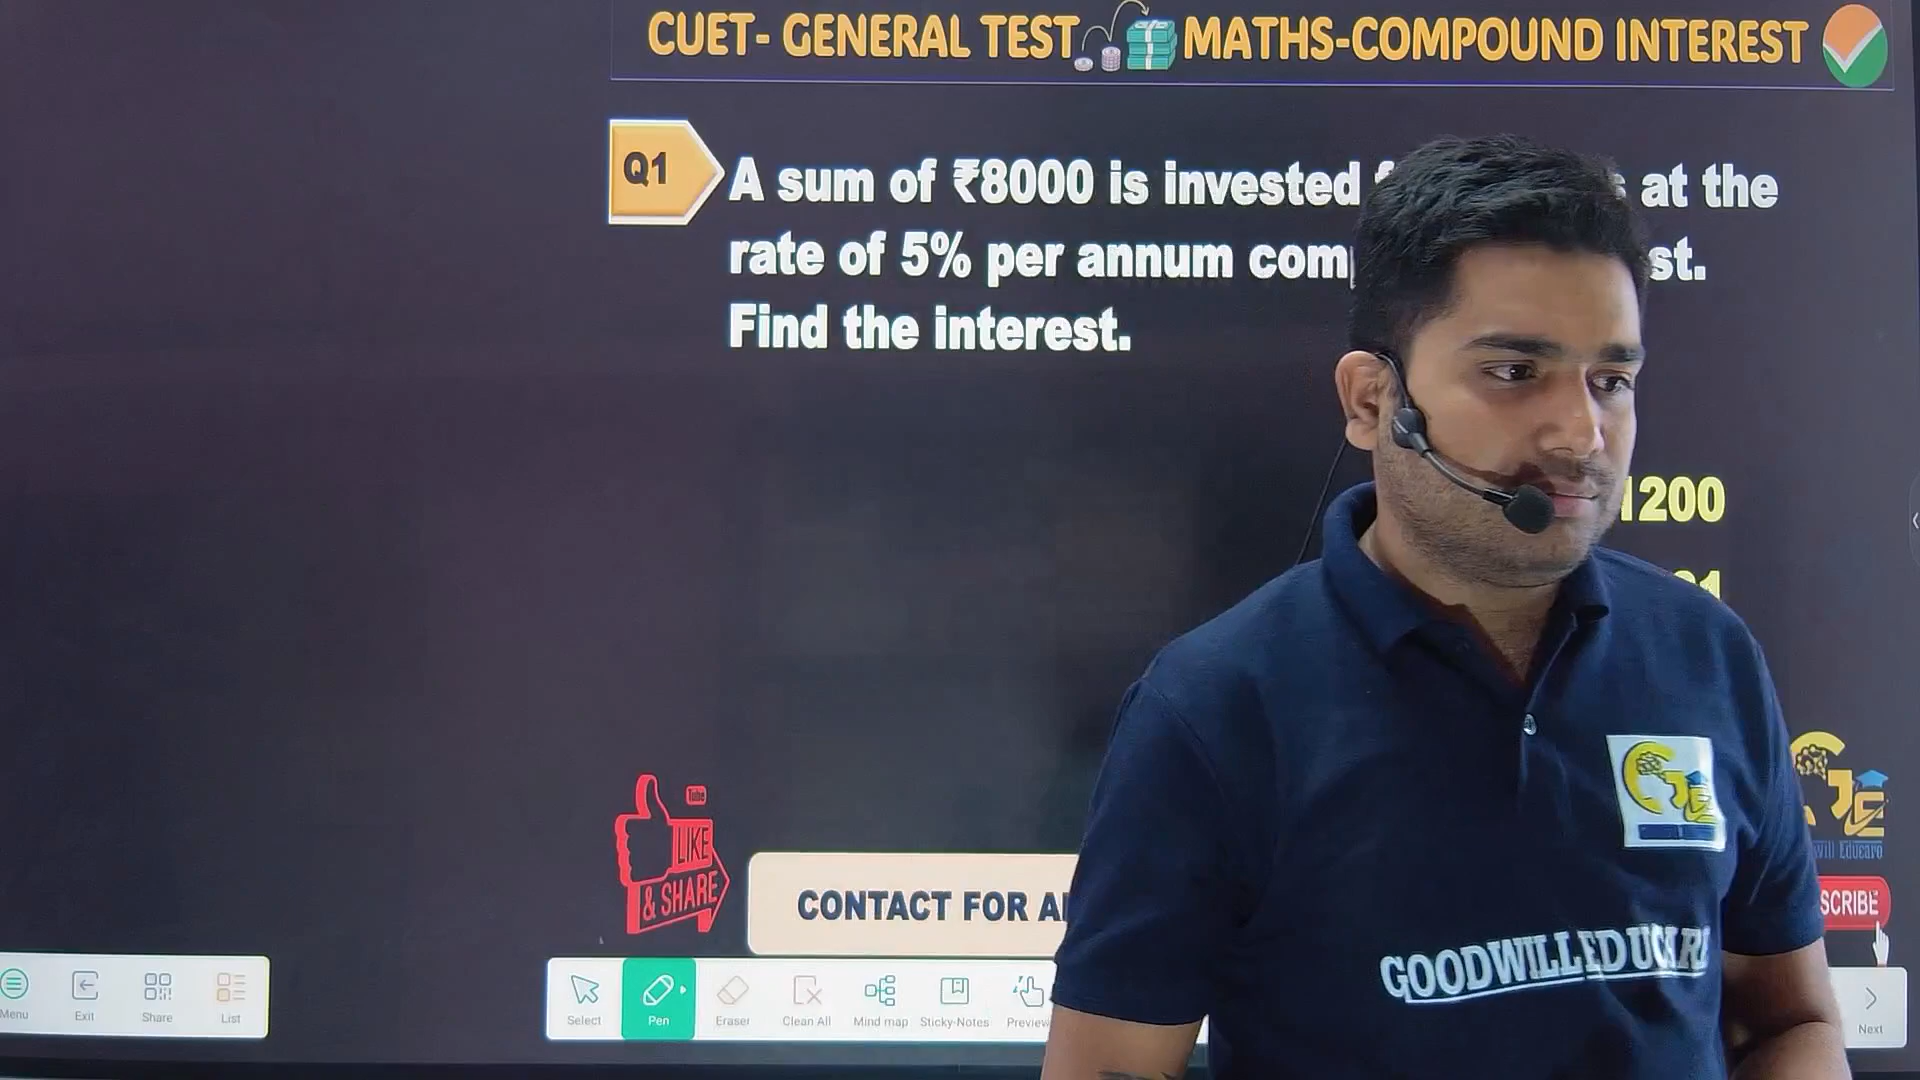 CUET- GENERAL TEST MATHS-COMPOUND INTEREST
Q1
A sum of ₹8000 is invested at the
rate of 5% per annum st.
Find the interest.
1200
LIKE
& SHARE
CONTACT FOR
SCRIBE
GOODWILL EDUCARE
Menu
Exit
Share
List
Select
Pen
Eraser
Clean All
Mind map
Sticky-Notes
Preview
Next